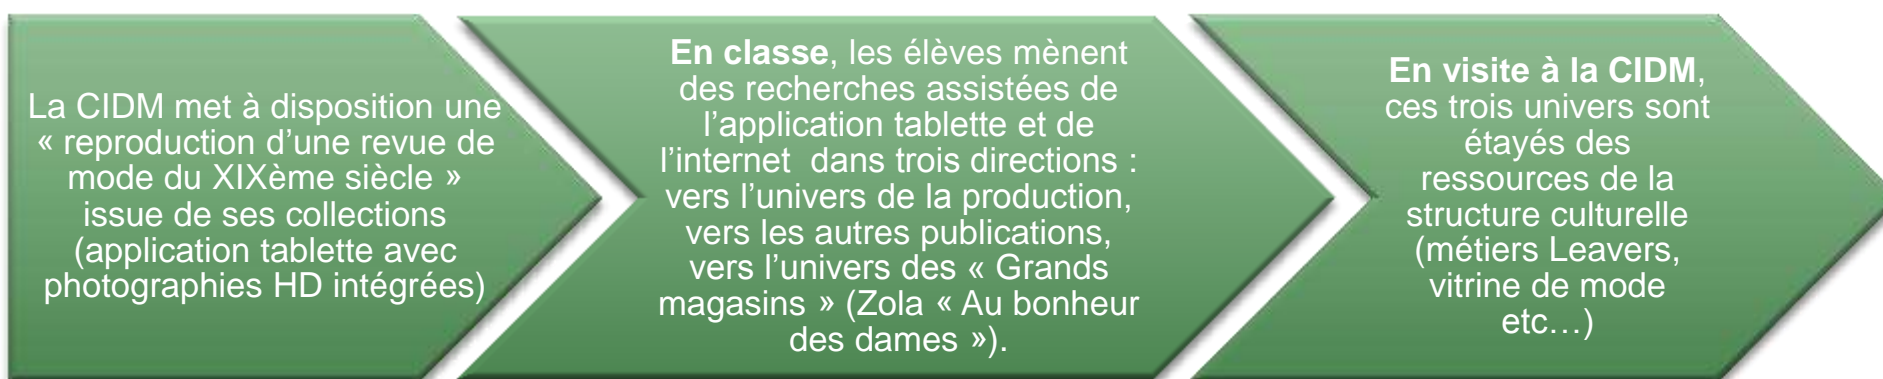 La CIDM met à disposition une
« reproduction d’une revue de
mode du XIXème siècle »
issue de ses collections
(application tablette avec
photographies HD intégrées)
En classe, les élèves mènent
des recherches assistées de
l’application tablette et de
l’internet  dans trois directions :
vers l’univers de la production,
vers les autres publications,
vers l’univers des « Grands
magasins » (Zola « Au bonheur
des dames »).
En visite à la CIDM,
ces trois univers sont
étayés des
ressources de la
structure culturelle
(métiers Leavers,
vitrine de mode
etc…)